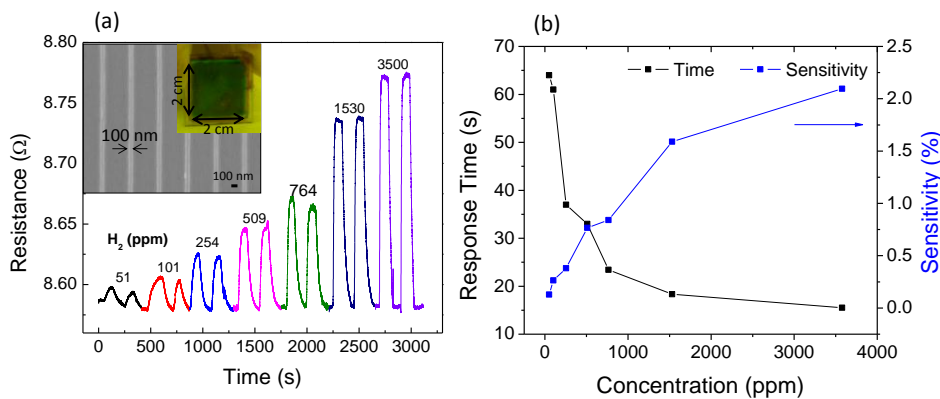 (a)
8.80
8.75
8.70
8.65
8.60
Resistance (Ω)
2 cm
2 cm
100 nm
100 nm
H2 (ppm)
51
101
254
509
764
1530
3500
0
500
1000
1500
2000
2500
3000
Time (s)
(b)
70
60
50
40
30
20
10
Response Time (s)
Time
Sensitivity
2.5
2.0
1.5
1.0
0.5
0.0
Sensitivity (%)
0
1000
2000
3000
4000
Concentration (ppm)